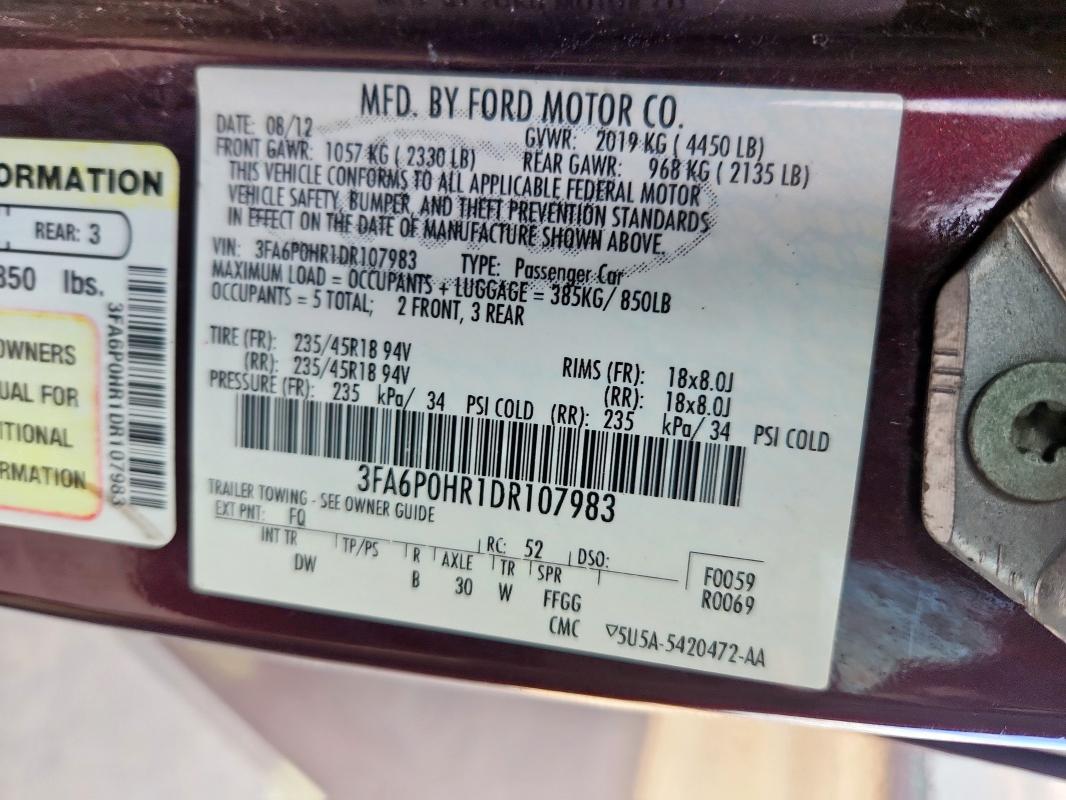 MFD. BY FORD MOTOR CO.
DATE: 08/12 GVWR: 2019 KG ( 4450 LB)
FRONT GAWR: 1057 KG ( 2330 LB) REAR GAWR: 968 KG ( 2135 LB)
THIS VEHICLE CONFORMS TO ALL APPLICABLE FEDERAL MOTOR
VEHICLE SAFETY, BUMPER, AND THEFT PREVENTION STANDARDS
IN EFFECT ON THE DATE OF MANUFACTURE SHOWN ABOVE.
VIN: 3FA6P0HR1DR107983 TYPE: Passenger Car
MAXIMUM LOAD = OCCUPANTS + LUGGAGE = 385KG/ 850LB
OCCUPANTS = 5 TOTAL; 2 FRONT, 3 REAR
TIRE (FR): 235/45R18 94V RIMS (FR): 18x8.0J
(RR): 235/45R18 94V (RR): 18x8.0J
PRESSURE (FR): 235 kPa/ 34 PSI COLD (RR): 235 kPa/ 34 PSI COLD
3FA6P0HR1DR107983
TRAILER TOWING - SEE OWNER GUIDE
EXT PNT: FQ RC: 52 DSO:
INT TR TP/PS R AXLE TR SPR
DW B 30 W FFGG
CMC
F0059
R0069
▽5U5A-5420472-AA
ORMATION
REAR: 3
850 lbs.
OWNERS
UAL FOR
ITIONAL
RMATION
3FA6P0HR1DR107983